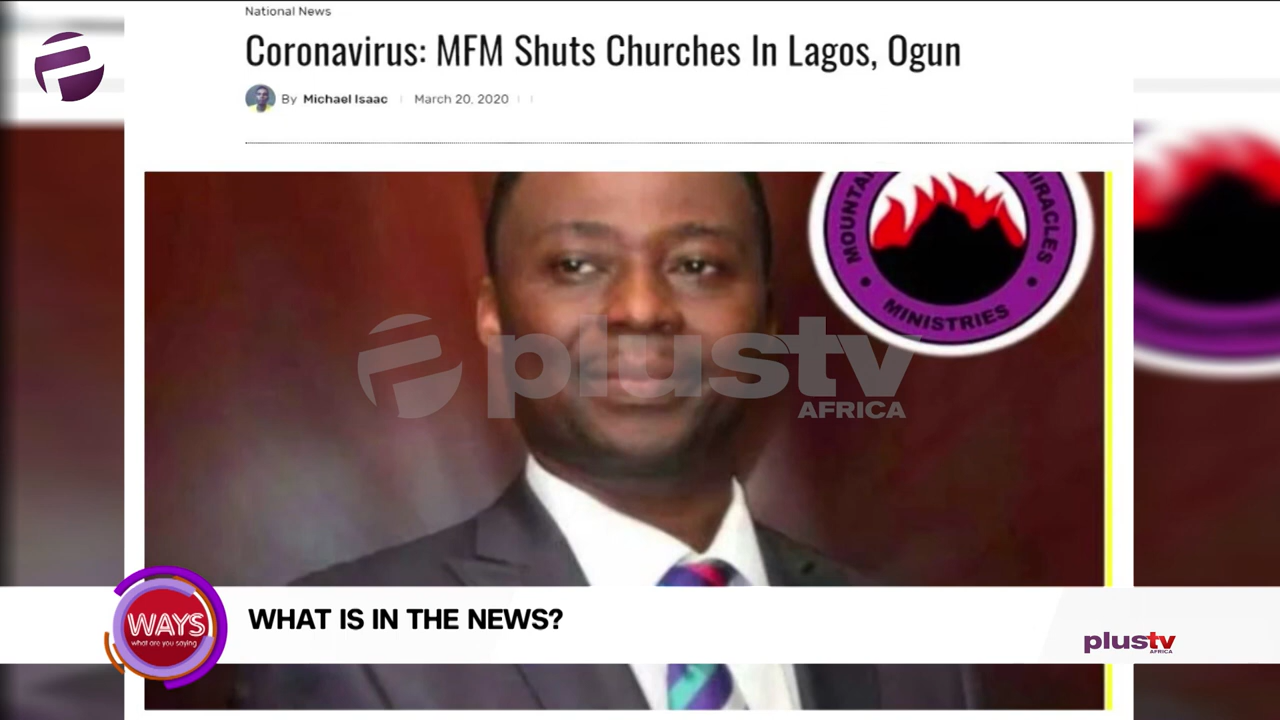 National News
Coronavirus: MFM Shuts Churches In Lagos, Ogun
By Michael Isaac
March 20, 2020
MOUNTAI
MIRACLES
MINISTRIES
plustv
AFRICA
WAYS
what are you saying
WHAT IS IN THE NEWS?
plustv
AFRICA